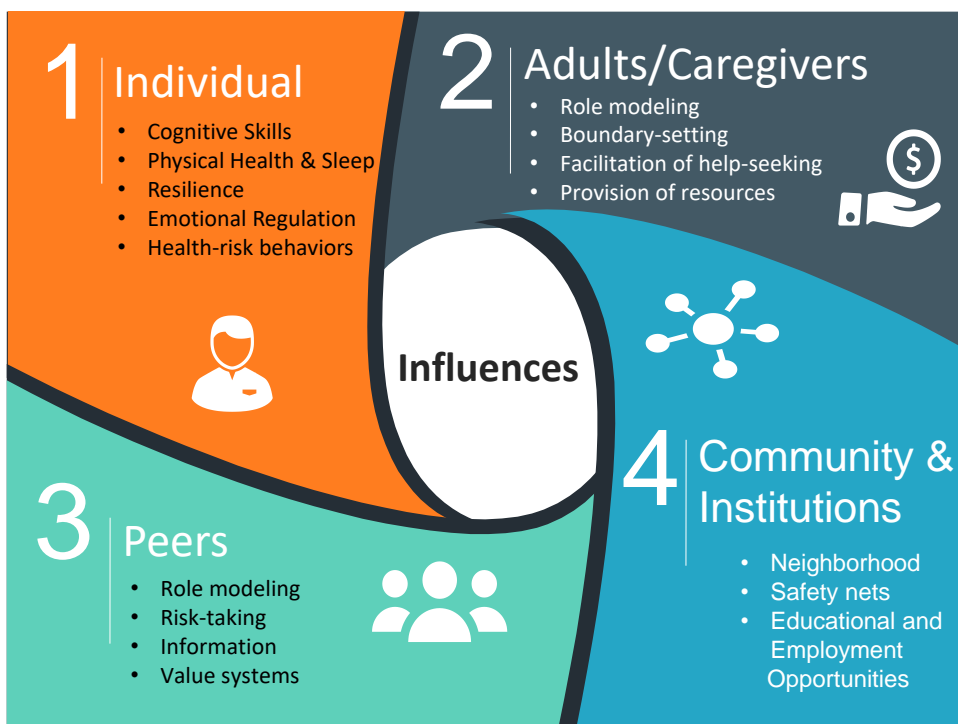 1
Individual
• Cognitive Skills
• Physical Health & Sleep
• Resilience
• Emotional Regulation
• Health-risk behaviors
2
Adults/Caregivers
• Role modeling
• Boundary-setting
• Facilitation of help-seeking
• Provision of resources
$
Influences
3
Peers
• Role modeling
• Risk-taking
• Information
• Value systems
4
Community &
Institutions
• Neighborhood
• Safety nets
• Educational and
Employment
Opportunities